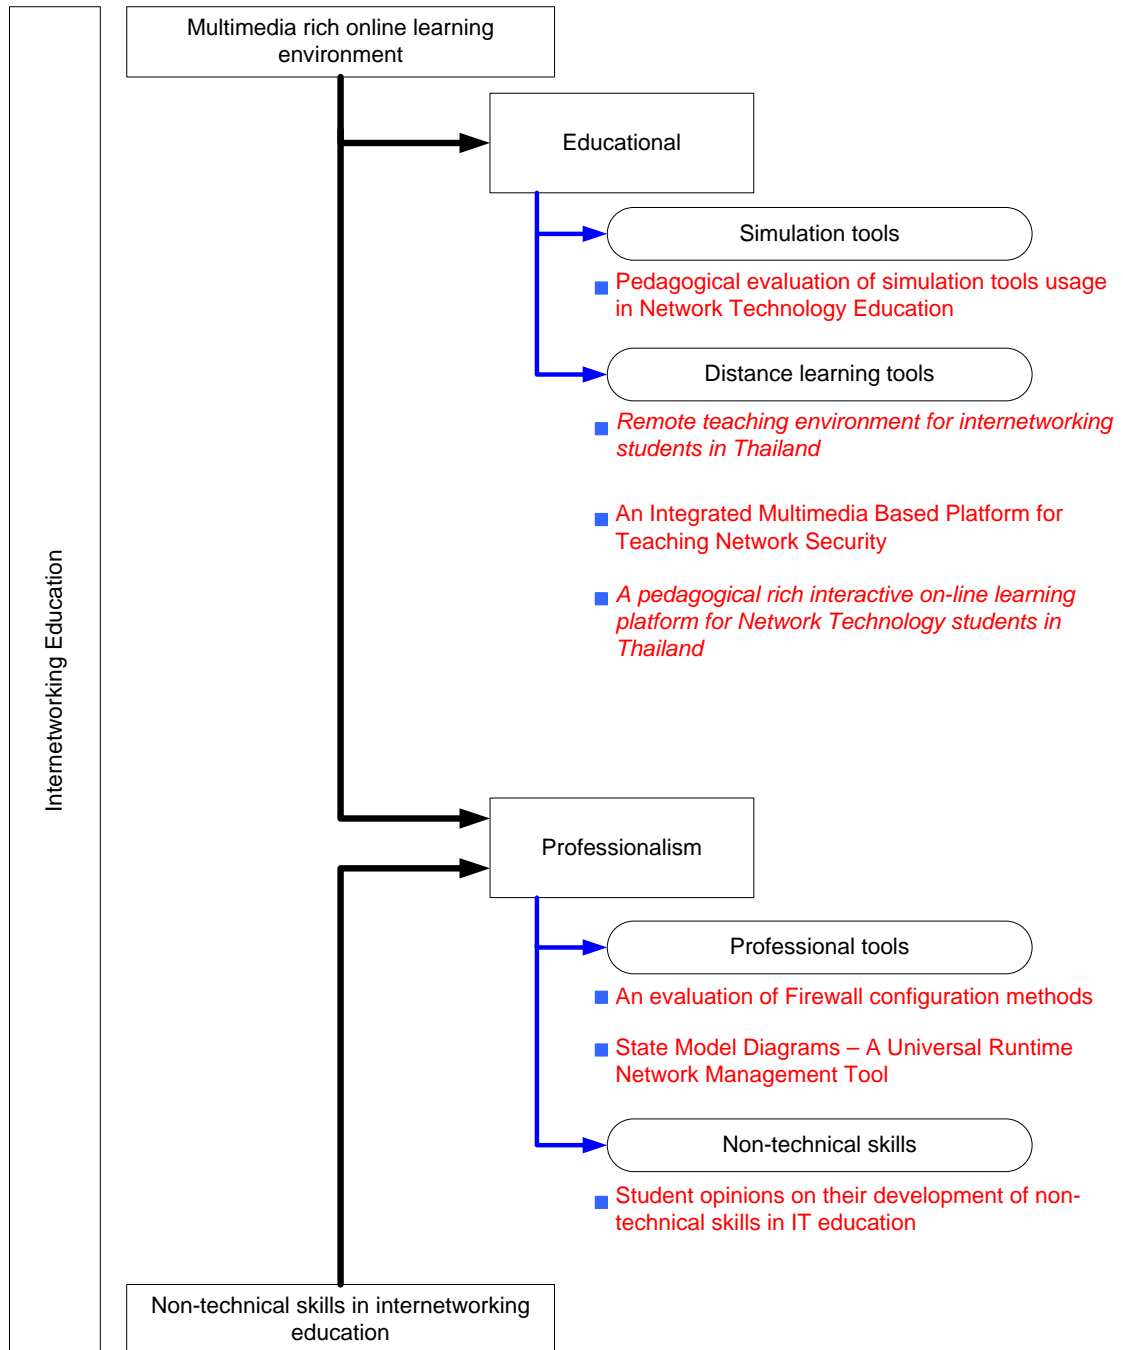 Internetworking Education
Multimedia rich online learning
environment
Educational
Simulation tools
Pedagogical evaluation of simulation tools usage
in Network Technology Education
Distance learning tools
Remote teaching environment for internetworking
students in Thailand
An Integrated Multimedia Based Platform for
Teaching Network Security
A pedagogical rich interactive on-line learning
platform for Network Technology students in
Thailand
Professionalism
Professional tools
An evaluation of Firewall configuration methods
State Model Diagrams – A Universal Runtime
Network Management Tool
Non-technical skills
Student opinions on their development of non-
technical skills in IT education
Non-technical skills in internetworking
education